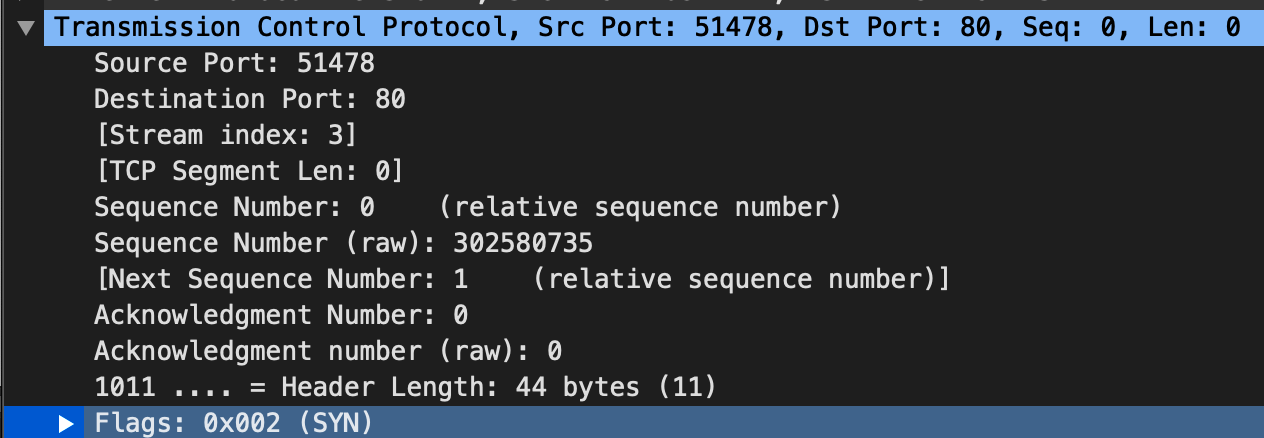 Transmission Control Protocol, Src Port: 51478, Dst Port: 80, Seq: 0, Len: 0
Source Port: 51478
Destination Port: 80
[Stream index: 3]
[TCP Segment Len: 0]
Sequence Number: 0    (relative sequence number)
Sequence Number (raw): 302580735
[Next Sequence Number: 1    (relative sequence number)]
Acknowledgment Number: 0
Acknowledgment number (raw): 0
1011 .... = Header Length: 44 bytes (11)
Flags: 0x002 (SYN)